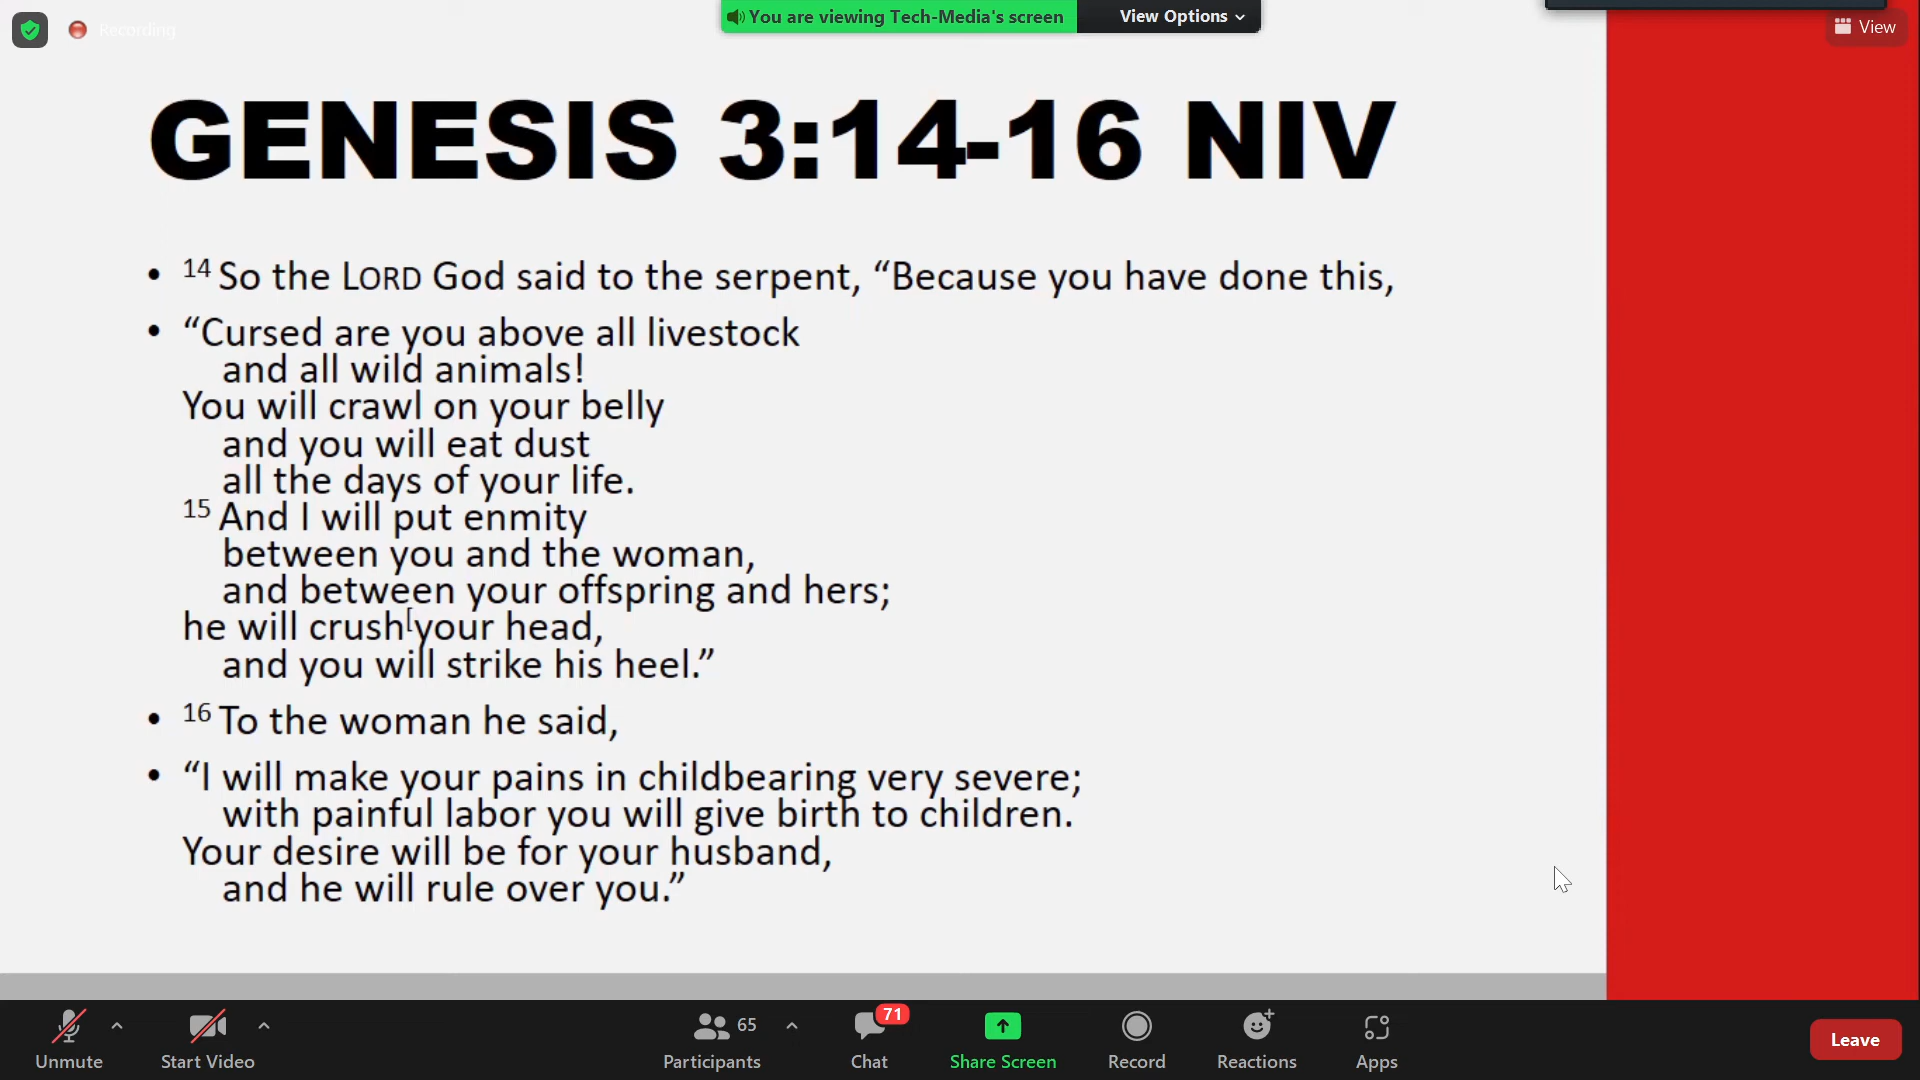 Recording
You are viewing Tech-Media's screen
View Options
View
GENESIS 3:14-16 NIV
• 14 So the LORD God said to the serpent, “Because you have done this,
• “Cursed are you above all livestock
and all wild animals!
You will crawl on your belly
and you will eat dust
all the days of your life.
15 And I will put enmity
between you and the woman,
and between your offspring and hers;
he will crush[your head,
and you will strike his heel.”
• 16 To the woman he said,
• “I will make your pains in childbearing very severe;
with painful labor you will give birth to children.
Your desire will be for your husband,
and he will rule over you.”
Unmute
Start Video
65
Participants
71
Chat
Share Screen
Record
Reactions
Apps
Leave